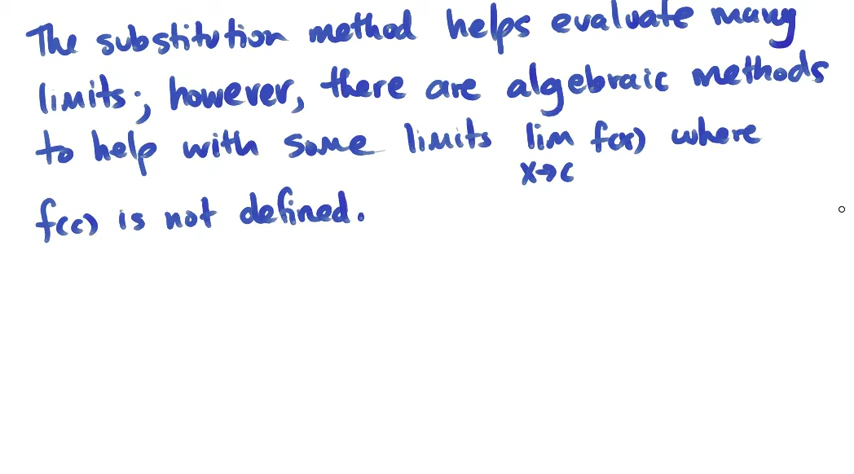 The substitution method helps evaluate many
limits; however, there are algebraic methods
to help with some limits lim f(x) where
x→c
f(c) is not defined.